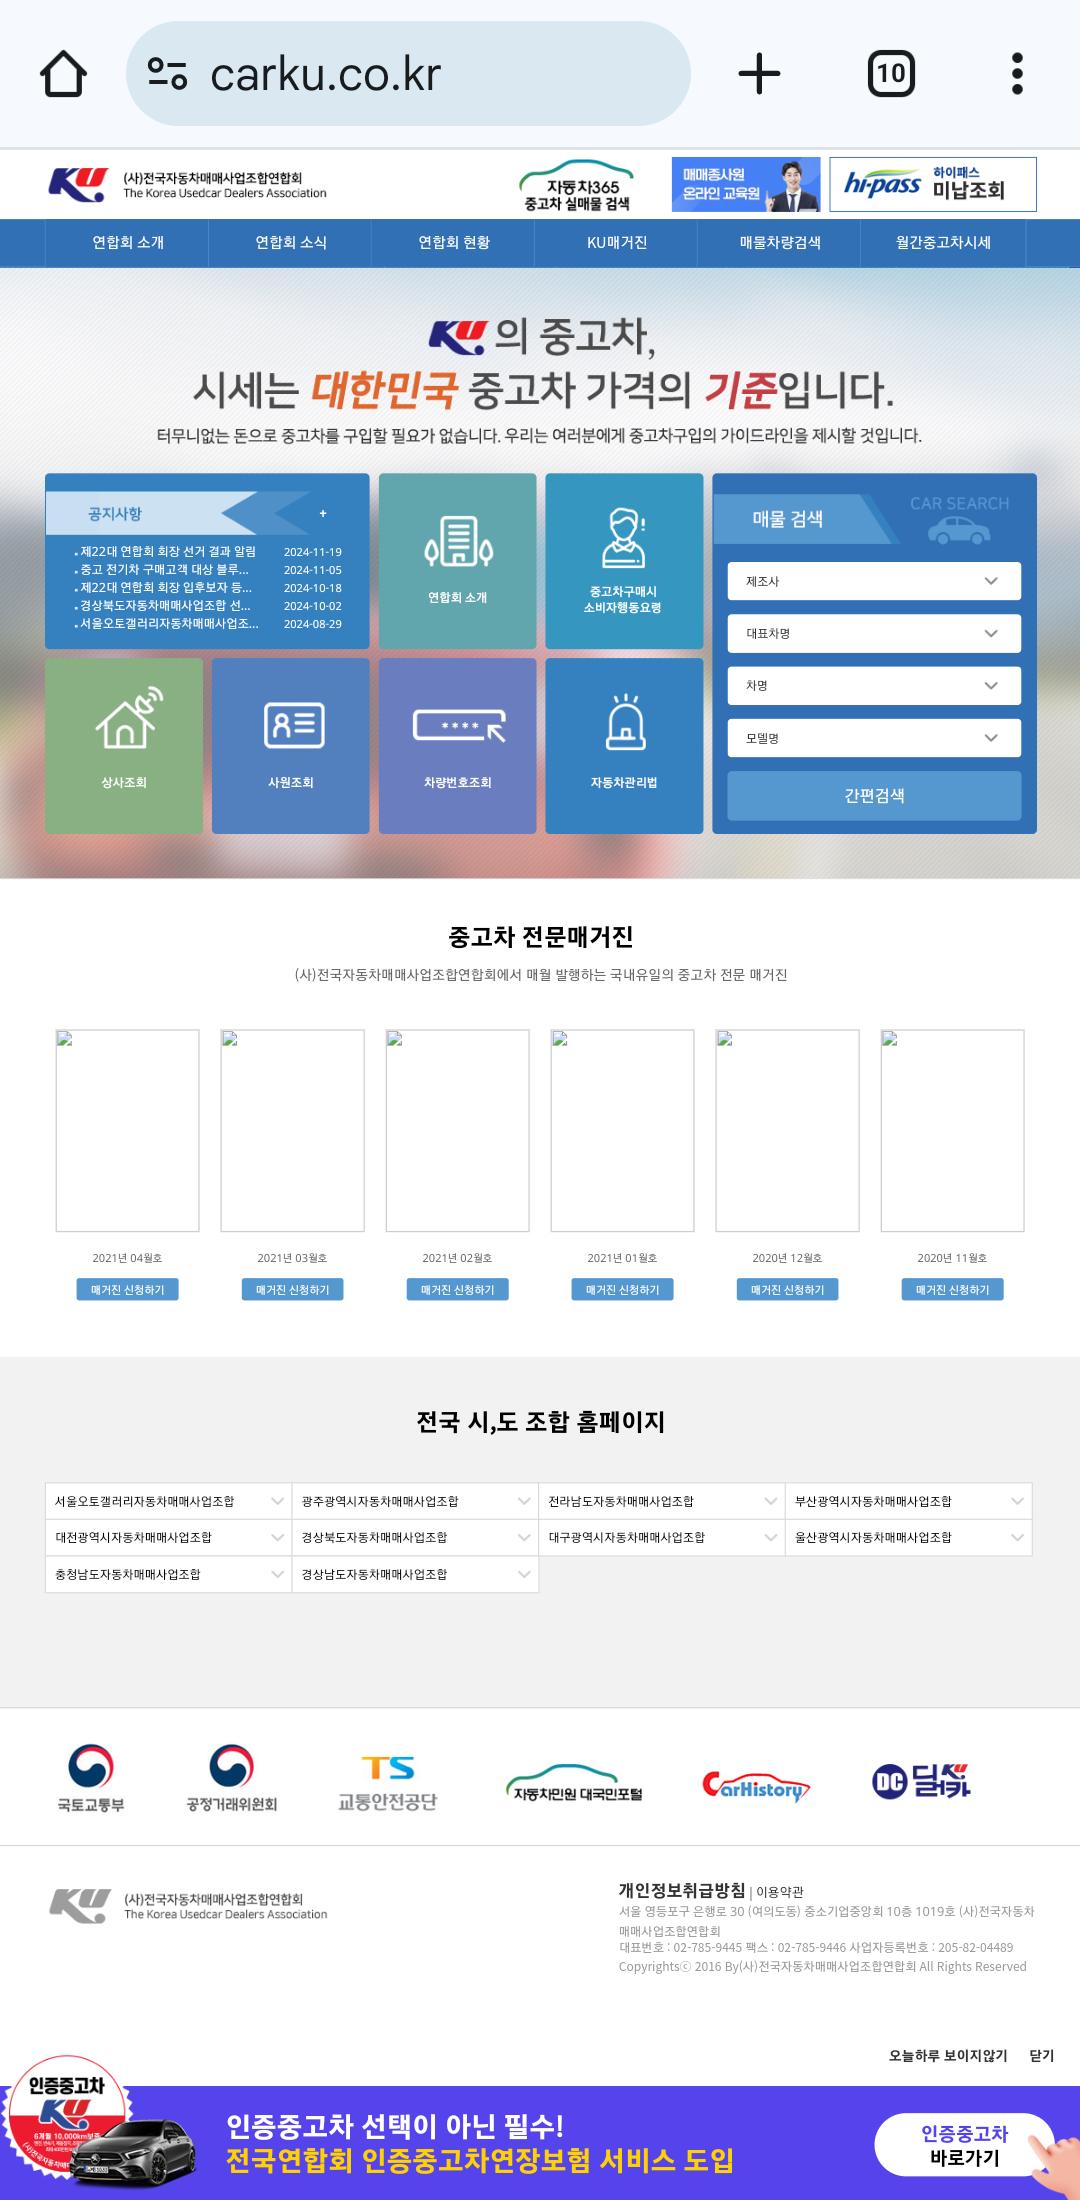 carku.co.kr
10
KU
(사)전국자동차매매사업조합연합회
The Korea Usedcar Dealers Association
자동차365
중고차 실매물 검색
매매종사원
온라인 교육원
hi-pass
하이패스
미납조회
연합회 소개
연합회 소식
연합회 현황
KU매거진
매물차량검색
월간중고차시세
KU의 중고차,
시세는 대한민국 중고차 가격의 기준입니다.
터무니없는 돈으로 중고차를 구입할 필요가 없습니다. 우리는 여러분에게 중고차구입의 가이드라인을 제시할 것입니다.
공지사항
+
제22대 연합회 회장 선거 결과 알림 2024-11-19
중고 전기차 구매고객 대상 블루... 2024-11-05
제22대 연합회 회장 입후보자 등... 2024-10-18
경상북도자동차매매사업조합 선... 2024-10-02
서울오토갤러리자동차매매사업조... 2024-08-29
연합회 소개
중고차구매시
소비자행동요령
매물 검색
CAR SEARCH
제조사
대표차명
차명
모델명
간편검색
상사조회
사원조회
****
차량번호조회
자동차관리법
중고차 전문매거진
(사)전국자동차매매사업조합연합회에서 매월 발행하는 국내유일의 중고차 전문 매거진
2021년 04월호
2021년 03월호
2021년 02월호
2021년 01월호
2020년 12월호
2020년 11월호
매거진 신청하기
매거진 신청하기
매거진 신청하기
매거진 신청하기
매거진 신청하기
매거진 신청하기
전국 시,도 조합 홈페이지
서울오토갤러리자동차매매사업조합
광주광역시자동차매매사업조합
전라남도자동차매매사업조합
부산광역시자동차매매사업조합
대전광역시자동차매매사업조합
경상북도자동차매매사업조합
대구광역시자동차매매사업조합
울산광역시자동차매매사업조합
충청남도자동차매매사업조합
경상남도자동차매매사업조합
국토교통부
공정거래위원회
TS
교통안전공단
자동차민원 대국민포털
CarHistory
DC 딜러카
KU
(사)전국자동차매매사업조합연합회
The Korea Usedcar Dealers Association
개인정보취급방침 | 이용약관
서울 영등포구 은행로 30 (여의도동) 중소기업중앙회 10층 1019호 (사)전국자동차
매매사업조합연합회
대표번호 : 02-785-9445 팩스 : 02-785-9446 사업자등록번호 : 205-82-04489
Copyrightsⓒ 2016 By(사)전국자동차매매사업조합연합회 All Rights Reserved
오늘하루 보이지않기
닫기
인증중고차
KU
6개월 10,000km보증
인증중고차 선택이 아닌 필수!
전국연합회 인증중고차연장보험 서비스 도입
인증중고차
바로가기